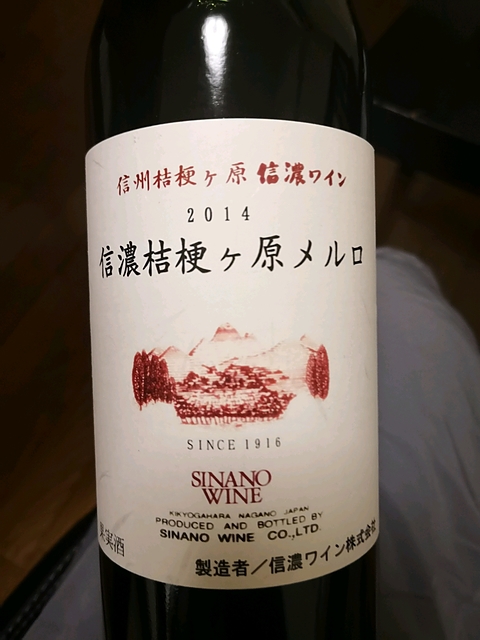 信州桔梗ヶ原 信濃ワイン
2014
信濃桔梗ヶ原メルロ
SINCE 1916
SINANO
WINE
KIKYOGAHARA NAGANO JAPAN
PRODUCED AND BOTTLED BY
SINANO WINE CO.,LTD.
果実酒
製造者/信濃ワイン株式会社